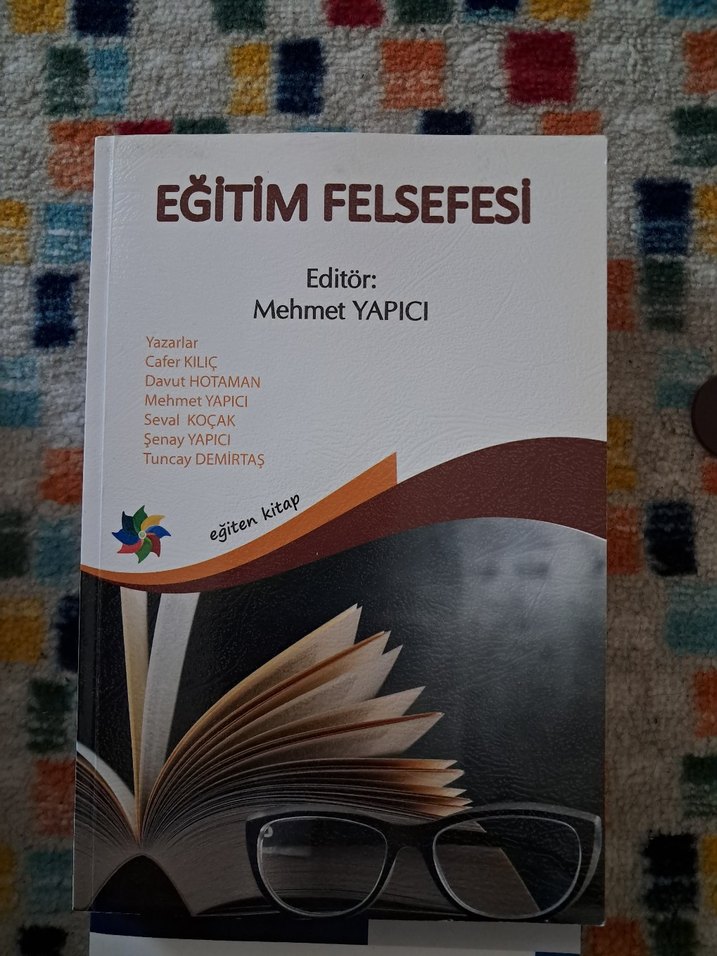 EĞİTİM FELSEFESİ
Editör:
Mehmet YAPICI
Yazarlar
Cafer KILIÇ
Davut HOTAMAN
Mehmet YAPICI
Seval KOÇAK
Şenay YAPICI
Tuncay DEMİRTAŞ
eğiten kitap